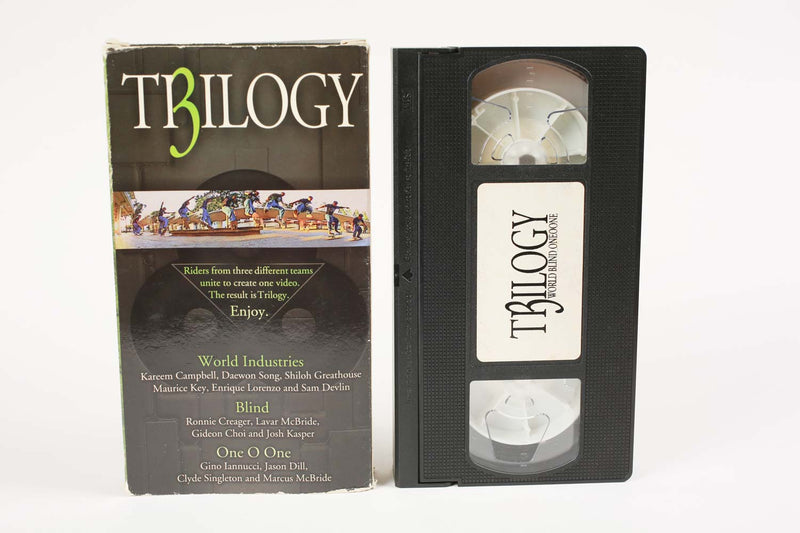 TRILOGY
Riders from three different teams
unite to create one video.
The result is Trilogy.
Enjoy.
World Industries
Kareem Campbell, Daewon Song, Shiloh Greathouse
Maurice Key, Enrique Lorenzo and Sam Devlin
Blind
Ronnie Creager, Lavar McBride,
Gideon Choi and Josh Kasper
One O One
Gino Iannucci, Jason Dill,
Clyde Singleton and Marcus McBride
TRILOGY
WORLD BLIND ONEOONE
VHS